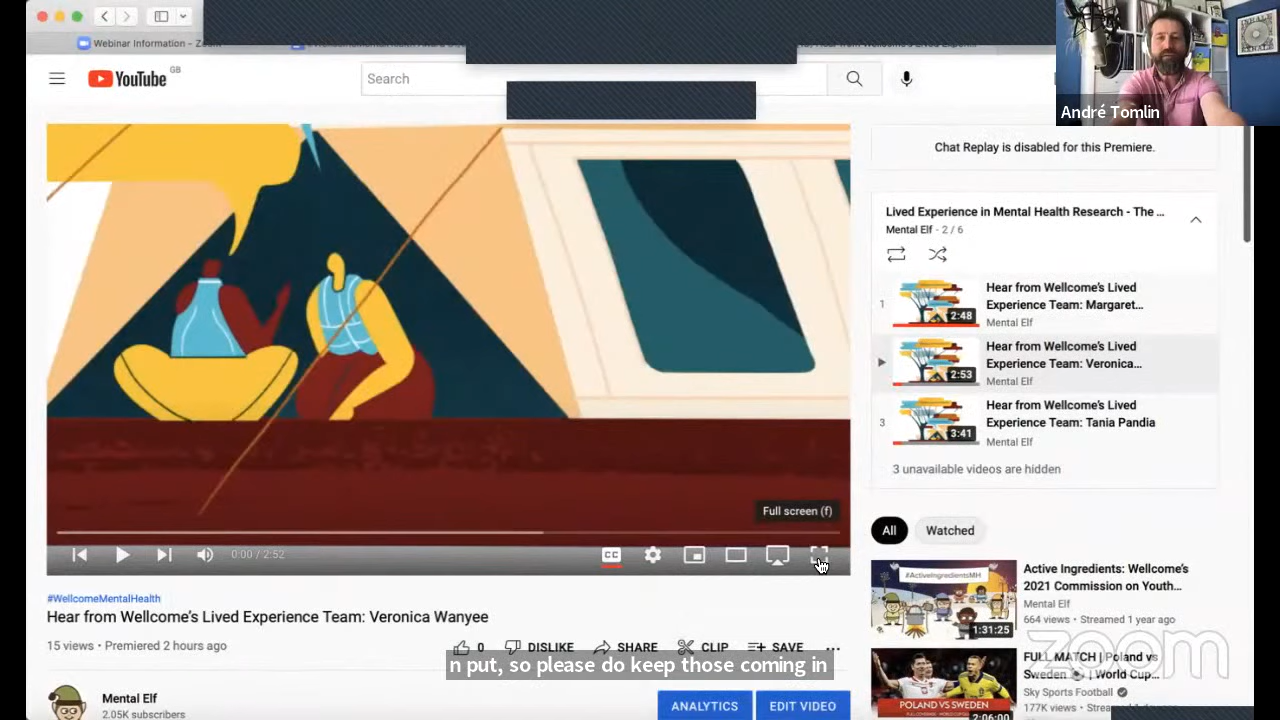 Webinar Information – Zoom
YouTube GB
Search
André Tomlin
EXHALE
Chat Replay is disabled for this Premiere.
Lived Experience in Mental Health Research - The ...
Mental Elf - 2 / 6
1
Hear from Wellcome's Lived
Experience Team: Margaret...
Mental Elf
2:48
Hear from Wellcome's Lived
Experience Team: Veronica...
Mental Elf
2:53
3
Hear from Wellcome's Lived
Experience Team: Tania Pandia
Mental Elf
3:41
3 unavailable videos are hidden
Full screen (f)
0:00 / 2:52
CC
All
Watched
#WellcomeMentalHealth
Hear from Wellcome's Lived Experience Team: Veronica Wanyee
15 views • Premiered 2 hours ago
0
DISLIKE
SHARE
CLIP
SAVE
...
n put, so please do keep those coming in
Mental Elf
2.05K subscribers
ANALYTICS
EDIT VIDEO
#ActiveIngredientsMH
1:31:25
Active Ingredients: Wellcome's
2021 Commission on Youth...
Mental Elf
664 views • Streamed 1 year ago
zoom
FULL MATCH | Poland vs
Sweden | World Cup...
Sky Sports Football
177K views •
POLAND VS SWEDEN
2:06:00